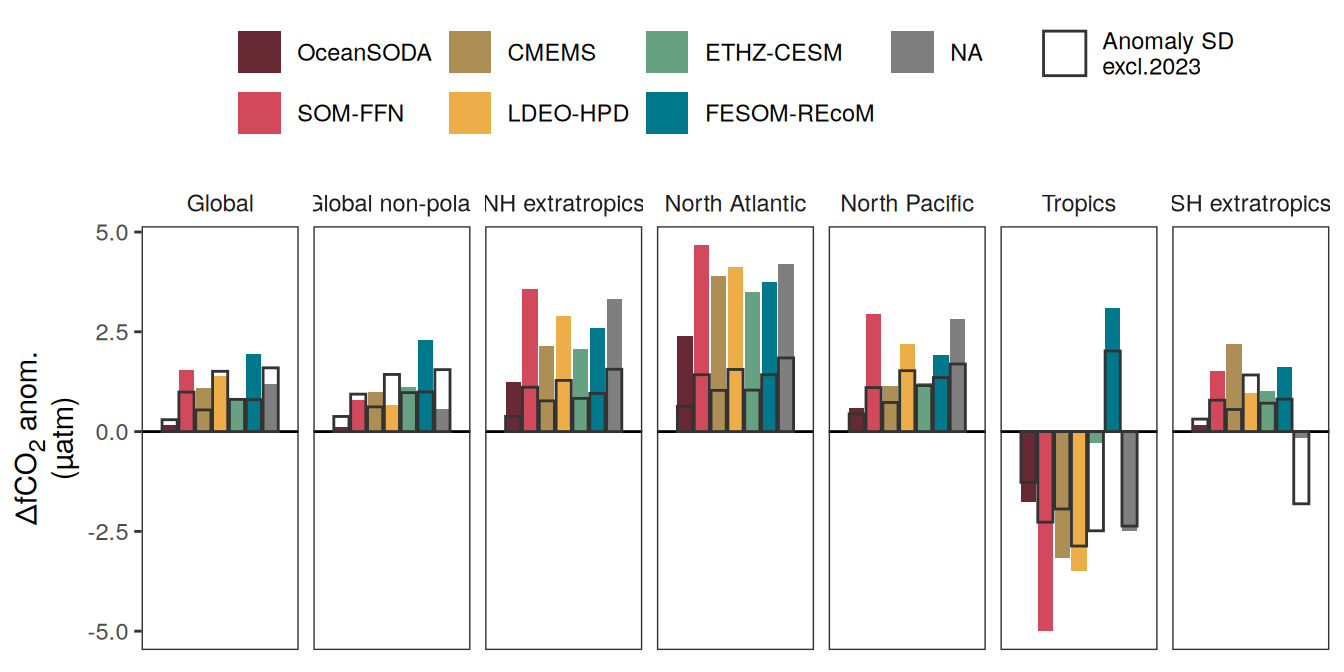 OceanSODA CMEMS ETHZ-CESM NA Anomaly SD
excl.2023
SOM-FFN LDEO-HPD FESOM-REcoM
Global Global non-pola NH extratropics North Atlantic North Pacific Tropics SH extratropics
5.0
2.5
0.0
-2.5
-5.0
ΔfCO₂ anom.
(µatm)